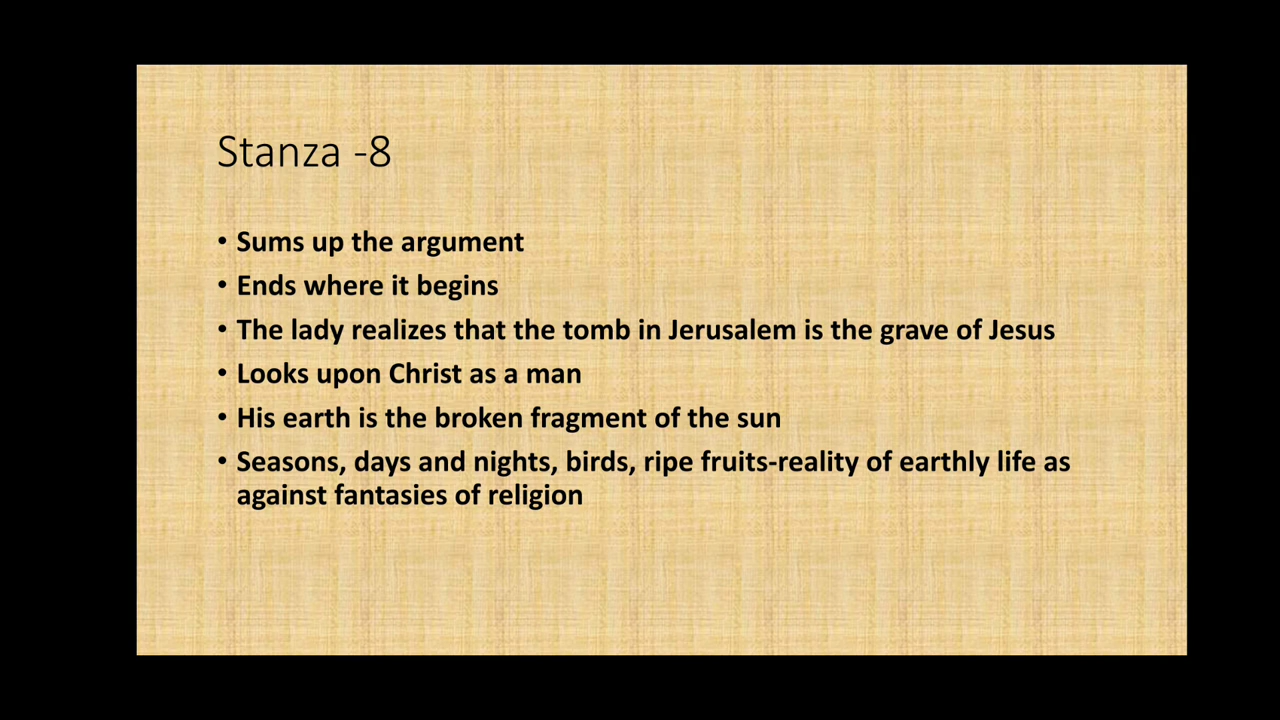 Stanza -8
• Sums up the argument
• Ends where it begins
• The lady realizes that the tomb in Jerusalem is the grave of Jesus
• Looks upon Christ as a man
• His earth is the broken fragment of the sun
• Seasons, days and nights, birds, ripe fruits-reality of earthly life as
against fantasies of religion